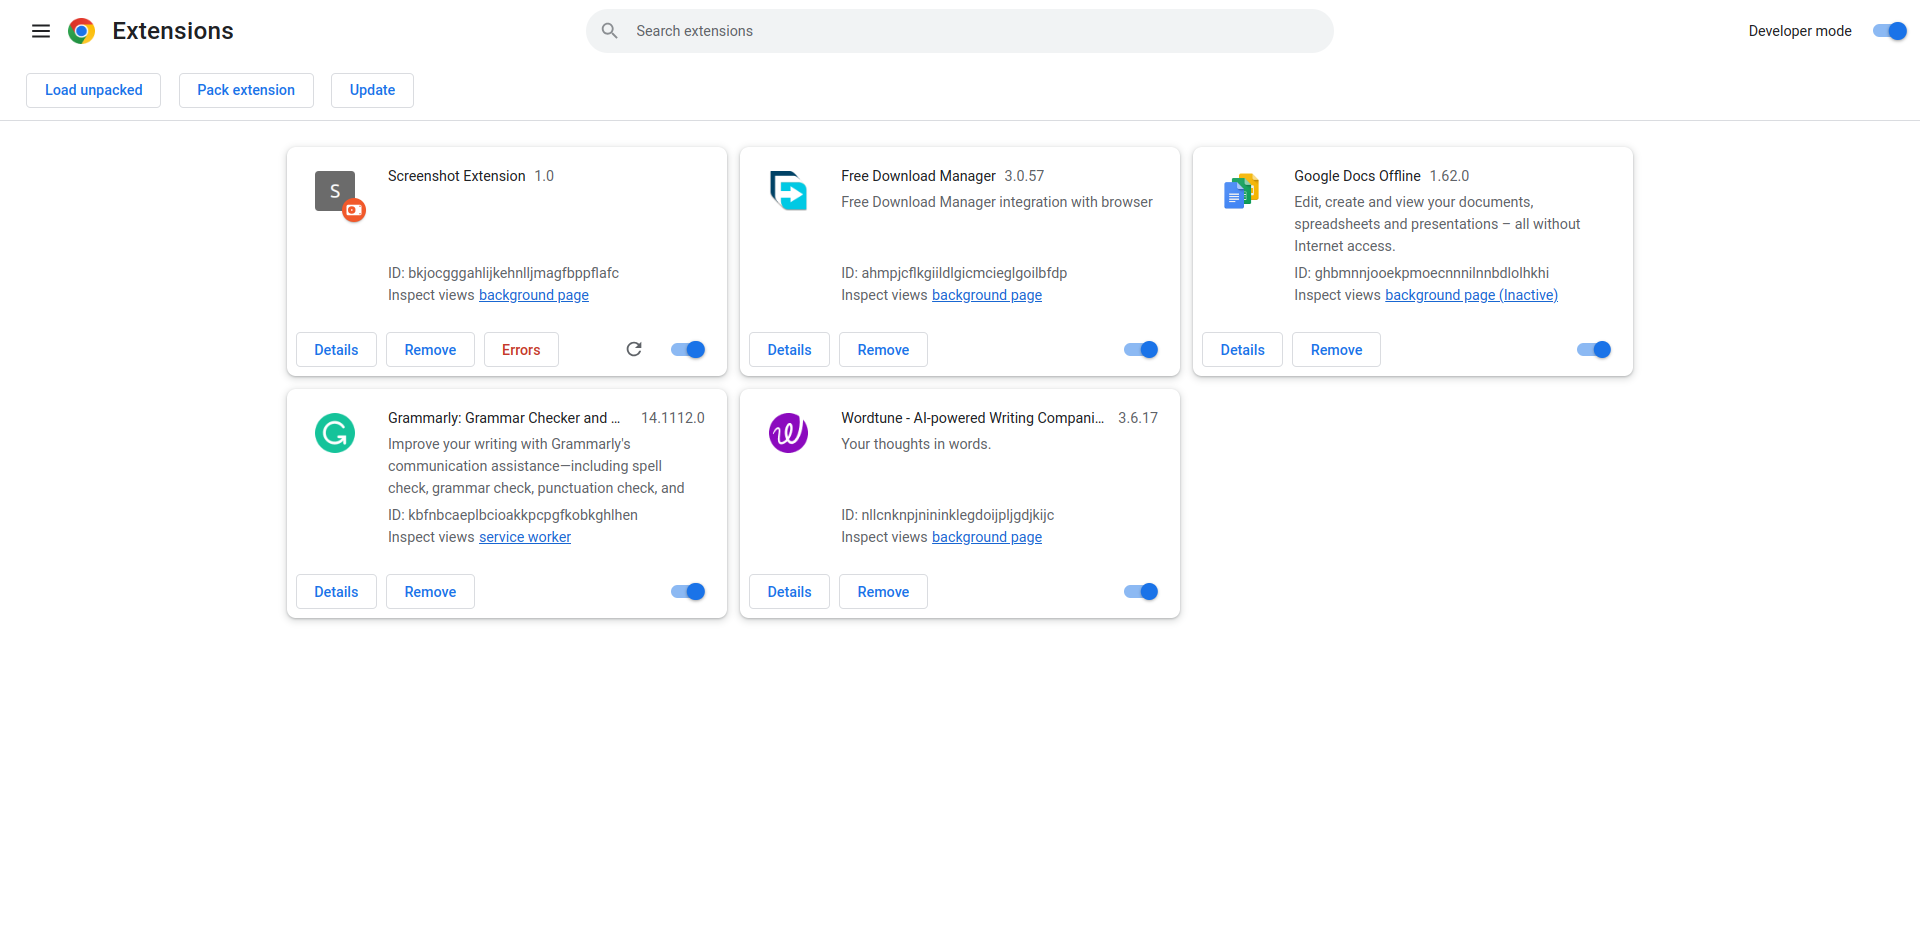 Extensions
Search extensions
Developer mode
Load unpacked
Pack extension
Update
S
Screenshot Extension 1.0
ID: bkjocgggahlijkehnlljmagfbppflafc
Inspect views background page
Details
Remove
Errors
Free Download Manager 3.0.57
Free Download Manager integration with browser
ID: ahmpjcflkgiildlgicmcieglgoilbfdp
Inspect views background page
Details
Remove
Google Docs Offline 1.62.0
Edit, create and view your documents,
spreadsheets and presentations – all without
Internet access.
ID: ghbmnnjooekpmoecnnnilnnbdlolhkhi
Inspect views background page (Inactive)
Details
Remove
Grammarly: Grammar Checker and ... 14.1112.0
Improve your writing with Grammarly's
communication assistance—including spell
check, grammar check, punctuation check, and
ID: kbfnbcaeplbcioakkpcpgfkobkghlhen
Inspect views service worker
Details
Remove
Wordtune - AI-powered Writing Compani... 3.6.17
Your thoughts in words.
ID: nllcnknpjnininklegdoijpljgdjkijc
Inspect views background page
Details
Remove